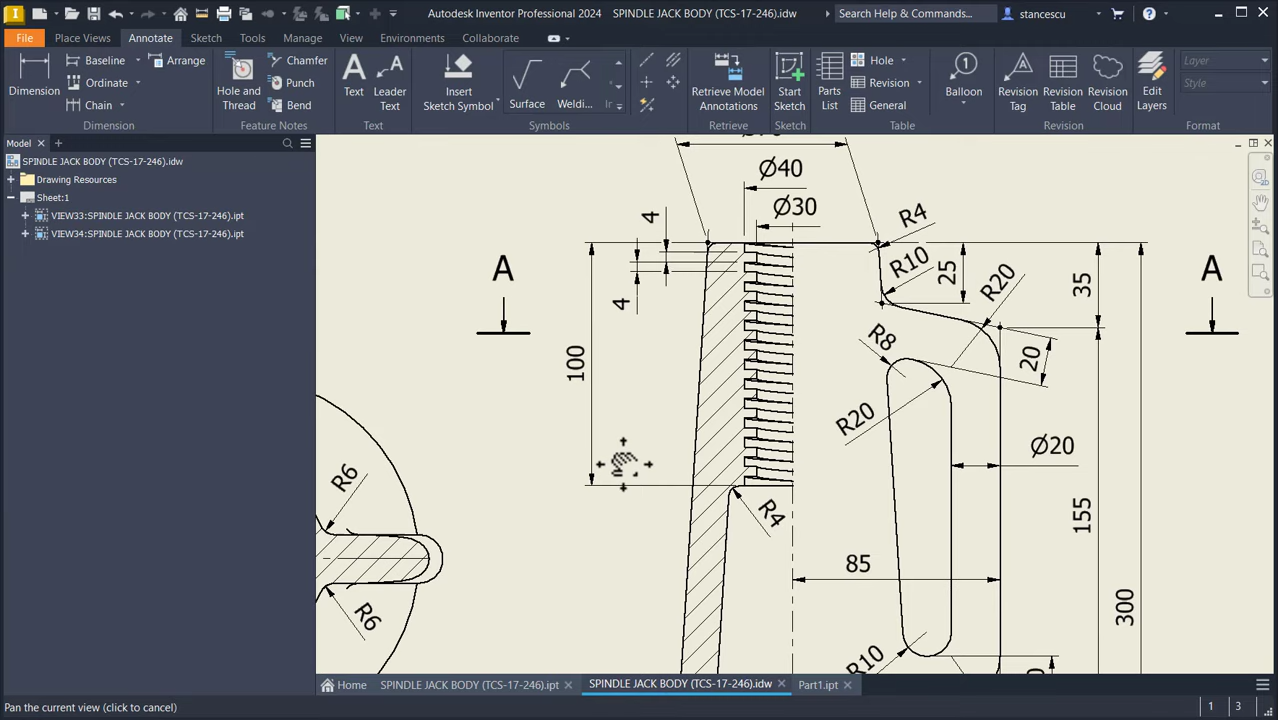 Autodesk Inventor Professional 2024 SPINDLE JACK BODY (TCS-17-246).idw Search Help & Commands... stancescu
File Place Views Annotate Sketch Tools Manage View Environments Collaborate
Dimension Baseline Ordinate Chain Arrange
Hole and Thread Chamfer Punch Bend
Text Leader Text
Insert Sketch Symbol Surface Weldi...
Retrieve Model Annotations
Start Sketch
Parts List Hole Revision General
Balloon
Revision Tag Revision Table Revision Cloud
Edit Layers
Layer
Style
Dimension Feature Notes Text Symbols Retrieve Sketch Table Revision Format
Model
SPINDLE JACK BODY (TCS-17-246).idw
Drawing Resources
Sheet:1
VIEW33:SPINDLE JACK BODY (TCS-17-246).ipt
VIEW34:SPINDLE JACK BODY (TCS-17-246).ipt
Ø40
Ø30
4
R4
A
R10
25
R20
35
A
4
R8
20
100
R20
Ø20
R6
R4
155
85
300
R6
R10
Home SPINDLE JACK BODY (TCS-17-246).ipt SPINDLE JACK BODY (TCS-17-246).idw Part1.ipt
Pan the current view (click to cancel) 1 3